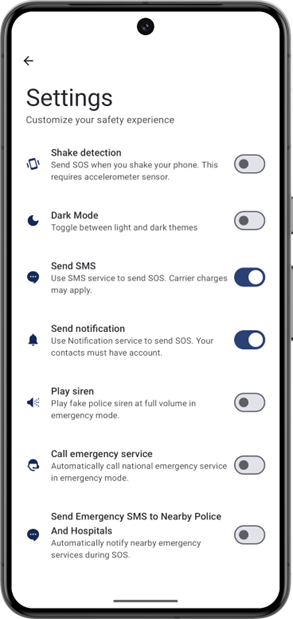 Settings
Customize your safety experience
Shake detection
Send SOS when you shake your phone. This
requires accelerometer sensor.
Dark Mode
Toggle between light and dark themes
Send SMS
Use SMS service to send SOS. Carrier charges
may apply.
Send notification
Use Notification service to send SOS. Your
contacts must have account.
Play siren
Play fake police siren at full volume in
emergency mode.
Call emergency service
Automatically call national emergency service
in emergency mode.
Send Emergency SMS to Nearby Police
And Hospitals
Automatically notify nearby emergency
services during SOS.